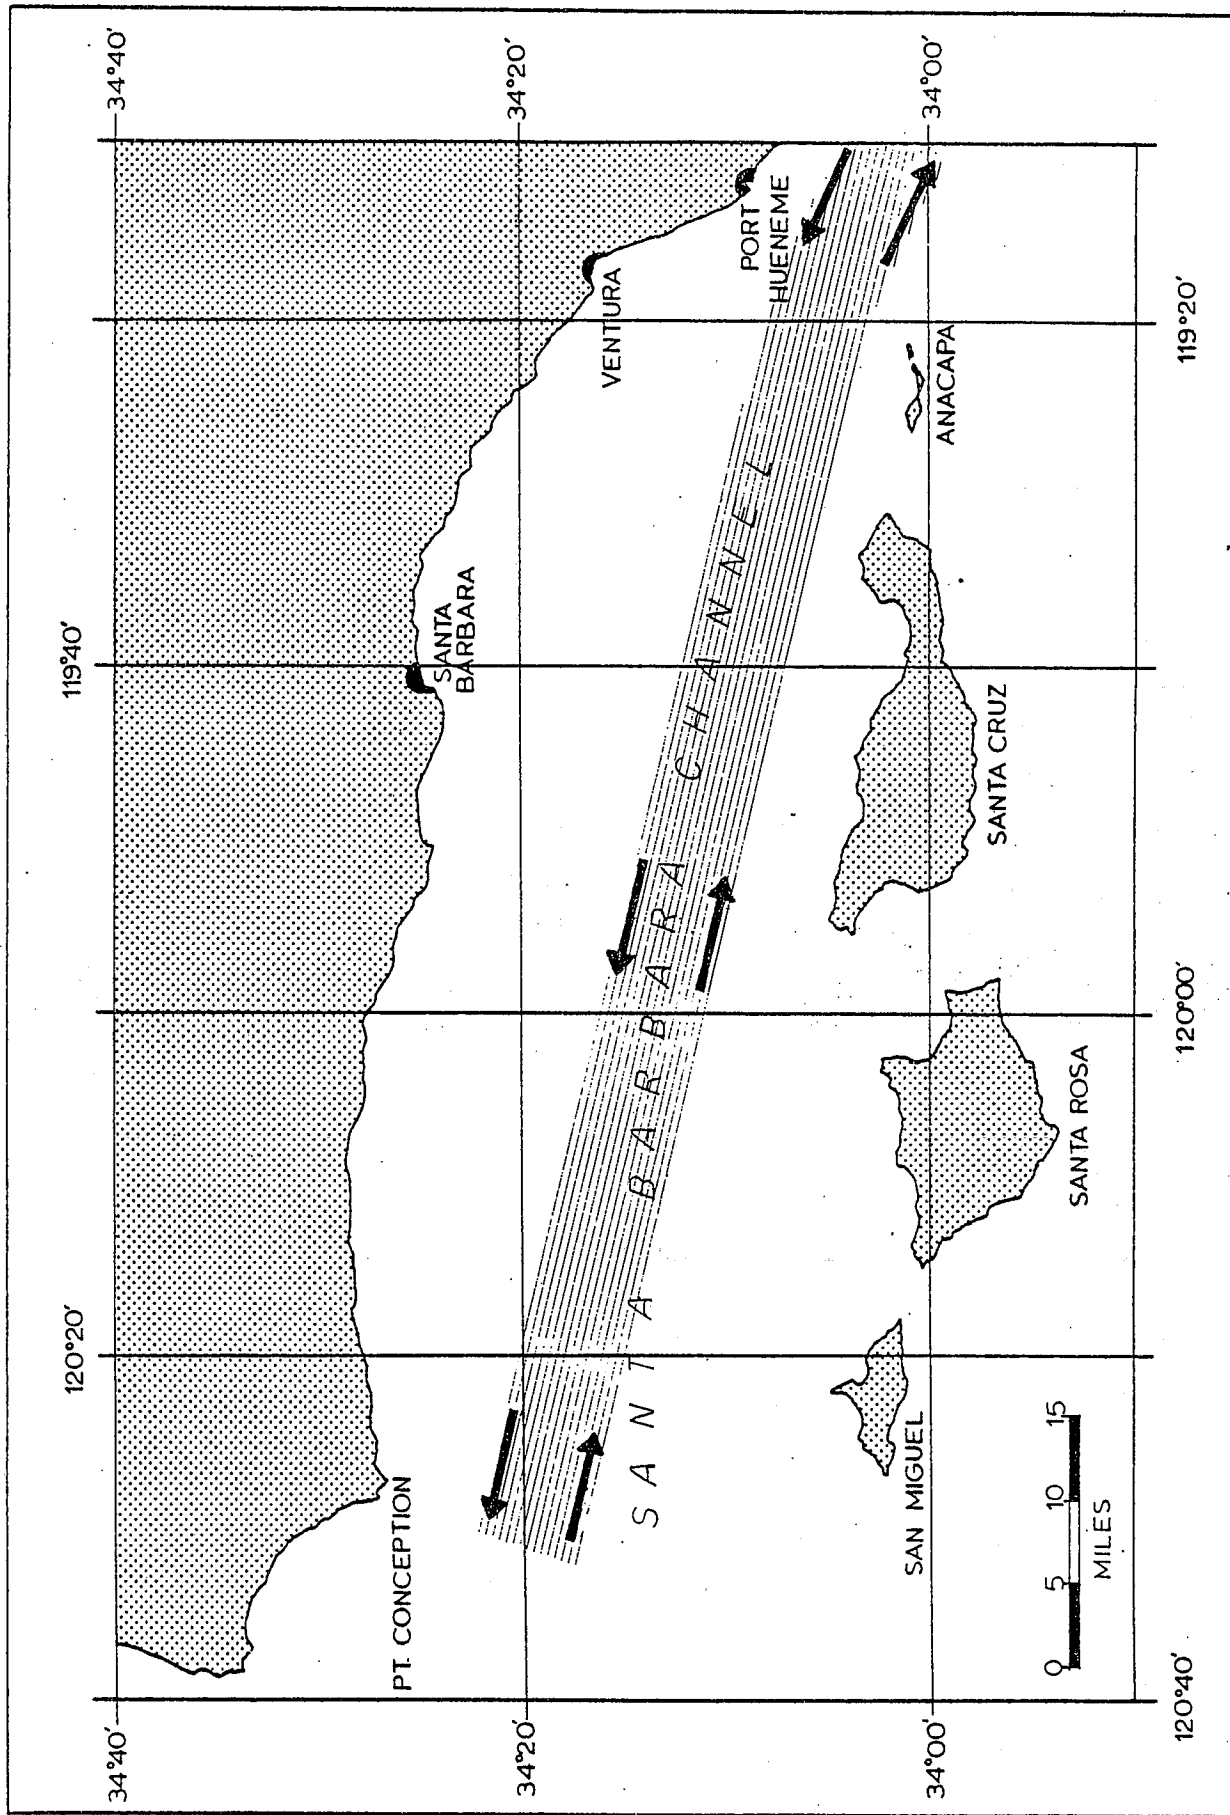 120°20′
119°40′
34°40′
34°40′
34°20′
34°20′
34°00′
34°00′
PT. CONCEPTION
SANTA
BARBARA
VENTURA
PORT
HUENEME
SANTA BARBARA CHANNEL
SAN MIGUEL
SANTA ROSA
SANTA CRUZ
ANACAPA
0 5 10 15
MILES
120°40′
120°00′
119°20′